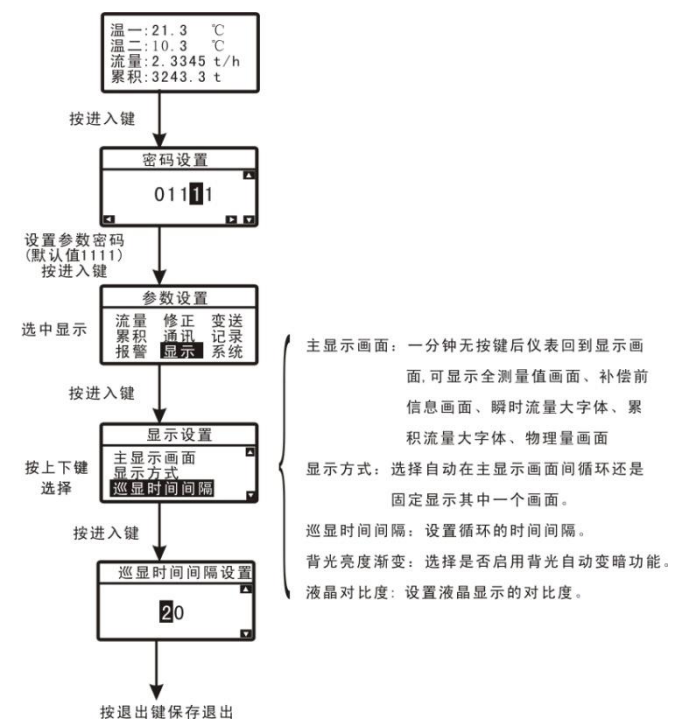 温一:21.3 ℃
温二:10.3 ℃
流量:2.3345 t/h
累积:3243.3 t
按进入键
密码设置
01111
设置参数密码
(默认值1111)
按进入键
参数设置
流量 修正 变送
累积 通讯 记录
报警 显示 系统
选中显示
按进入键
显示设置
主显示画面
显示方式
巡显时间间隔
按上下键
选择
按进入键
巡显时间间隔设置
20
按退出键保存退出
主显示画面：一分钟无按键后仪表回到显示画
面,可显示全测量值画面、补偿前
信息画面、瞬时流量大字体、累
积流量大字体、物理量画面
显示方式：选择自动在主显示画面间循环还是
固定显示其中一个画面。
巡显时间间隔：设置循环的时间间隔。
背光亮度渐变：选择是否启用背光自动变暗功能。
液晶对比度：设置液晶显示的对比度。